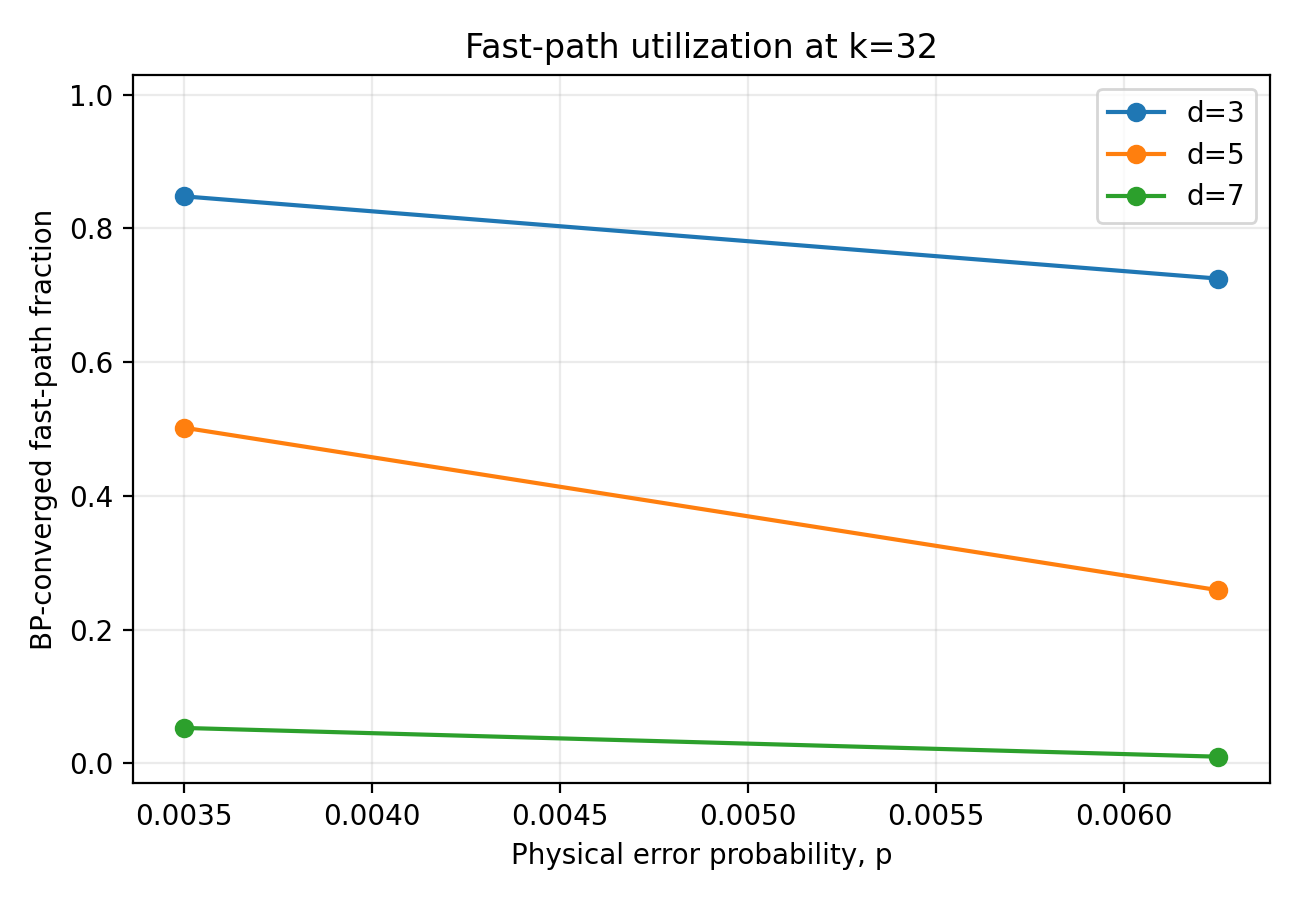 Fast-path utilization at k=32
d=3
d=5
d=7
BP-converged fast-path fraction
1.0
0.8
0.6
0.4
0.2
0.0
0.0035 0.0040 0.0045 0.0050 0.0055 0.0060
Physical error probability, p